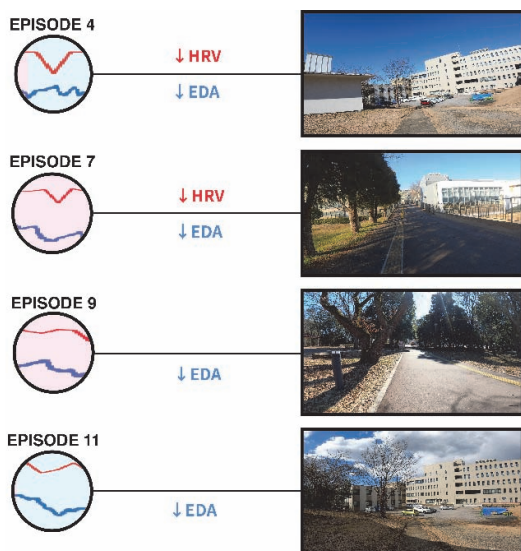 EPISODE 4
↓ HRV
↓ EDA
EPISODE 7
↓ HRV
↓ EDA
EPISODE 9
↓ EDA
EPISODE 11
↓ EDA